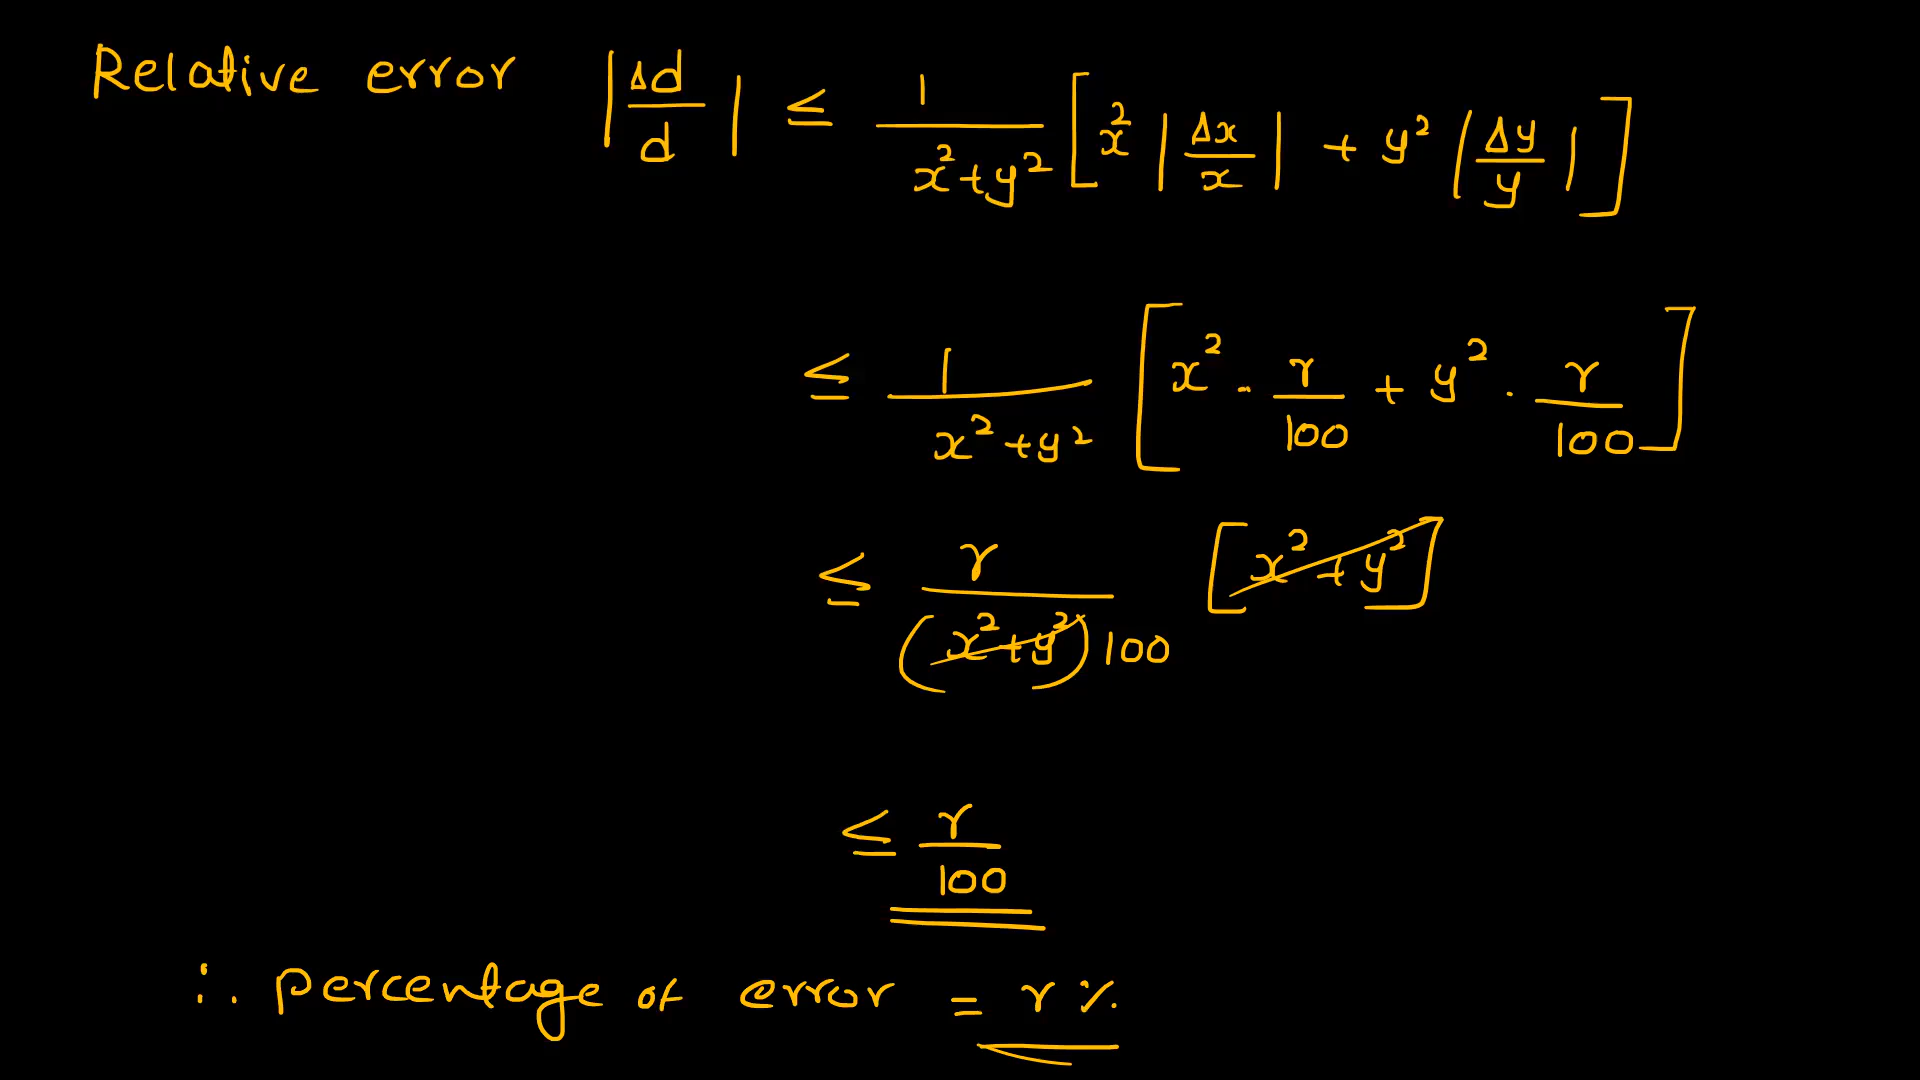 Relative error |Δd/d| ≤ 1/(x²+y²) [x² |Δx/x| + y² |Δy/y|]
≤ 1/(x²+y²) [x² · r/100 + y² · r/100]
≤ r/((x²+y²)100) [x²+y²]
≤ r/100
∴ percentage of error = r%